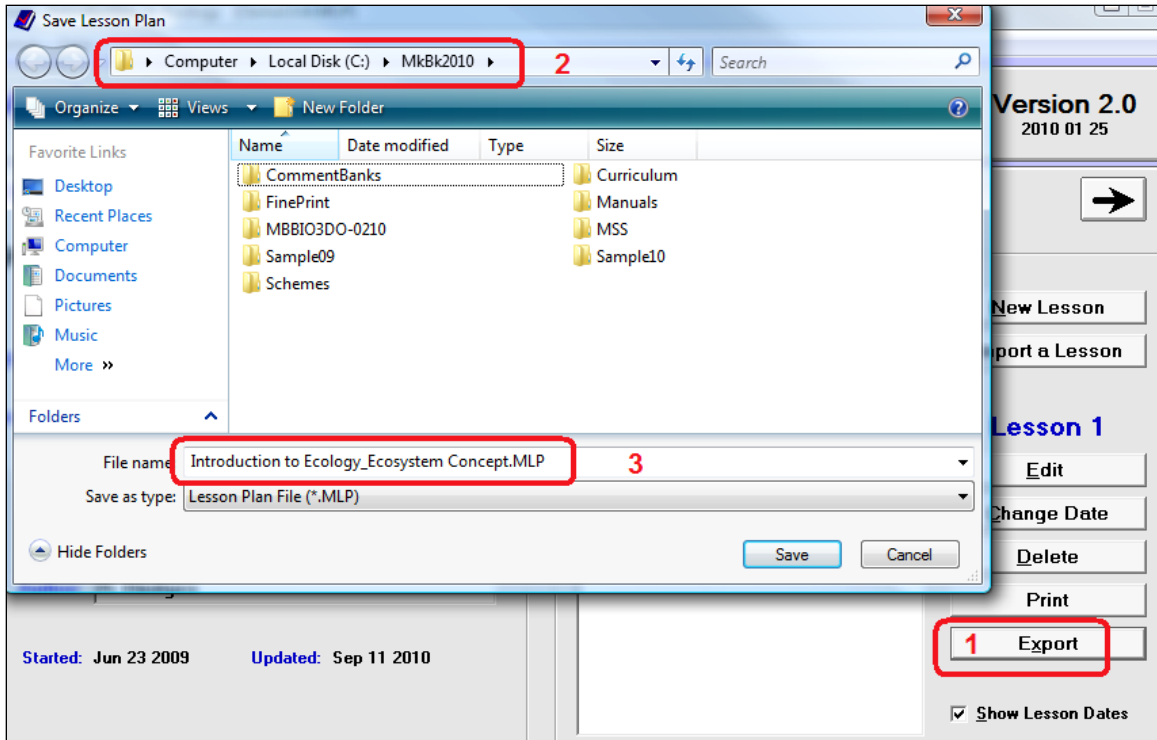 Save Lesson Plan
Computer ▸ Local Disk (C:) ▸ MkBk2010 ▸
2
Search
Organize
Views
New Folder
Version 2.0
2010 01 25
Favorite Links
Desktop
Recent Places
Computer
Documents
Pictures
Music
More »
Folders
Name Date modified Type Size
CommentBanks Curriculum
FinePrint Manuals
MBBIO3DO-0210 MSS
Sample09 Sample10
Schemes
New Lesson
port a Lesson
Lesson 1
Edit
Change Date
Delete
Print
1 Export
Show Lesson Dates
File name
Introduction to Ecology_Ecosystem Concept.MLP
3
Save as type: Lesson Plan File (*.MLP)
Hide Folders
Save
Cancel
Started: Jun 23 2009
Updated: Sep 11 2010